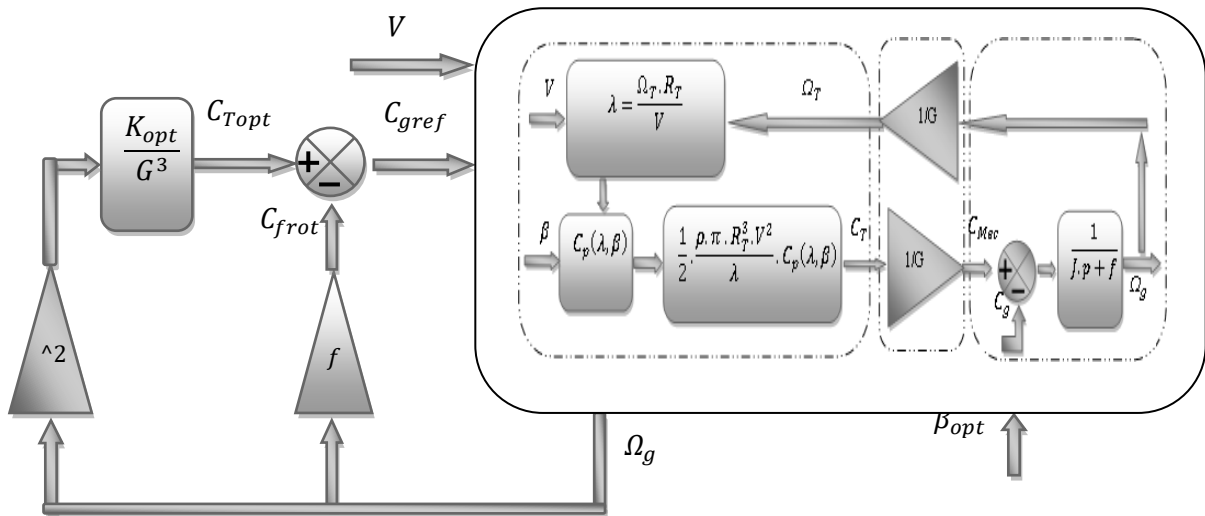 V
K_opt / G^3
C_Topt
C_gref
+
−
C_frot
^2
f
Ω_g
β_opt
V
λ = Ω_T . R_T / V
Ω_T
1/G
β
C_p(λ, β)
1/2 . ρ. π. R_T^3. V^2 / λ . C_p(λ, β)
C_T
1/G
C_Mec
+
−
C_g
1 / J. p + f
Ω_g